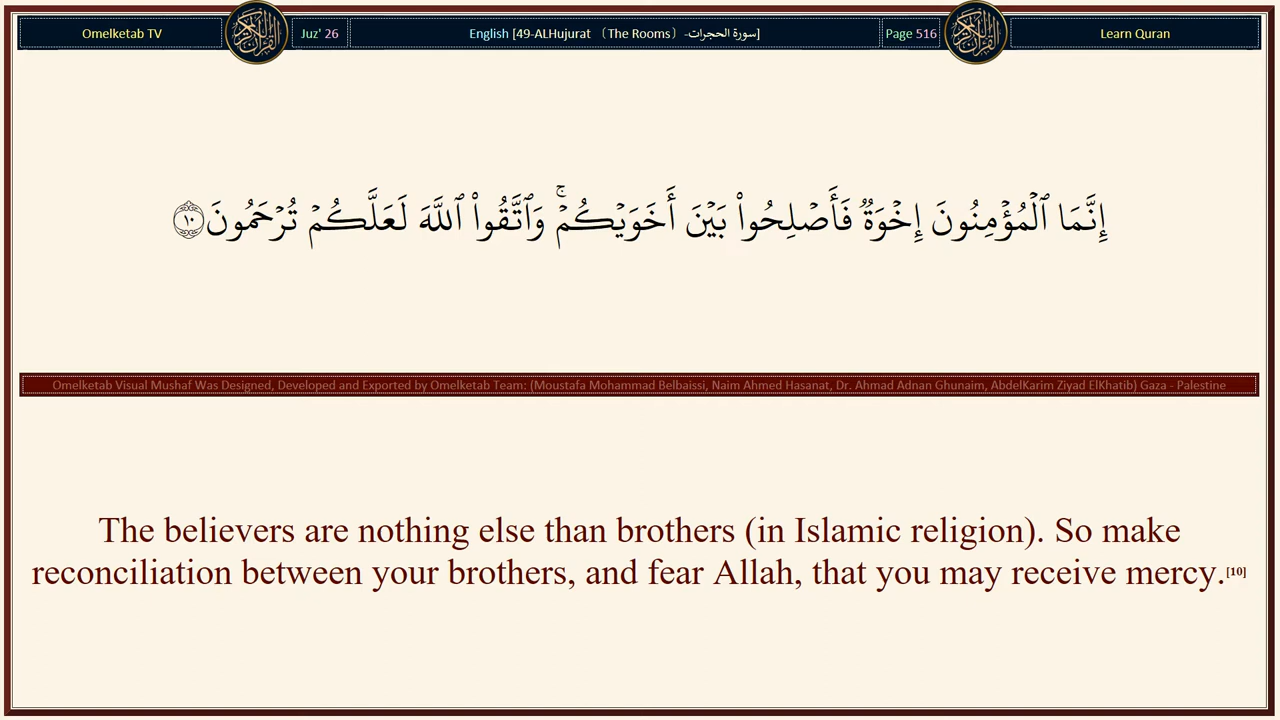 Omelketab TV
Juz' 26
English [49-ALHujurat （The Rooms） -سورة الحجرات]
Page 516
Learn Quran
إِنَّمَا ٱلْمُؤْمِنُونَ إِخْوَةٌ فَأَصْلِحُوا۟ بَيْنَ أَخَوَيْكُمْ ۚ وَٱتَّقُوا۟ ٱللَّهَ لَعَلَّكُمْ تُرْحَمُونَ ١٠
Omelketab Visual Mushaf Was Designed, Developed and Exported by Omelketab Team: (Moustafa Mohammad Belbaissi, Naim Ahmed Hasanat, Dr. Ahmad Adnan Ghunaim, AbdelKarim Ziyad ElKhatib) Gaza - Palestine
The believers are nothing else than brothers (in Islamic religion). So make
reconciliation between your brothers, and fear Allah, that you may receive mercy.[10]